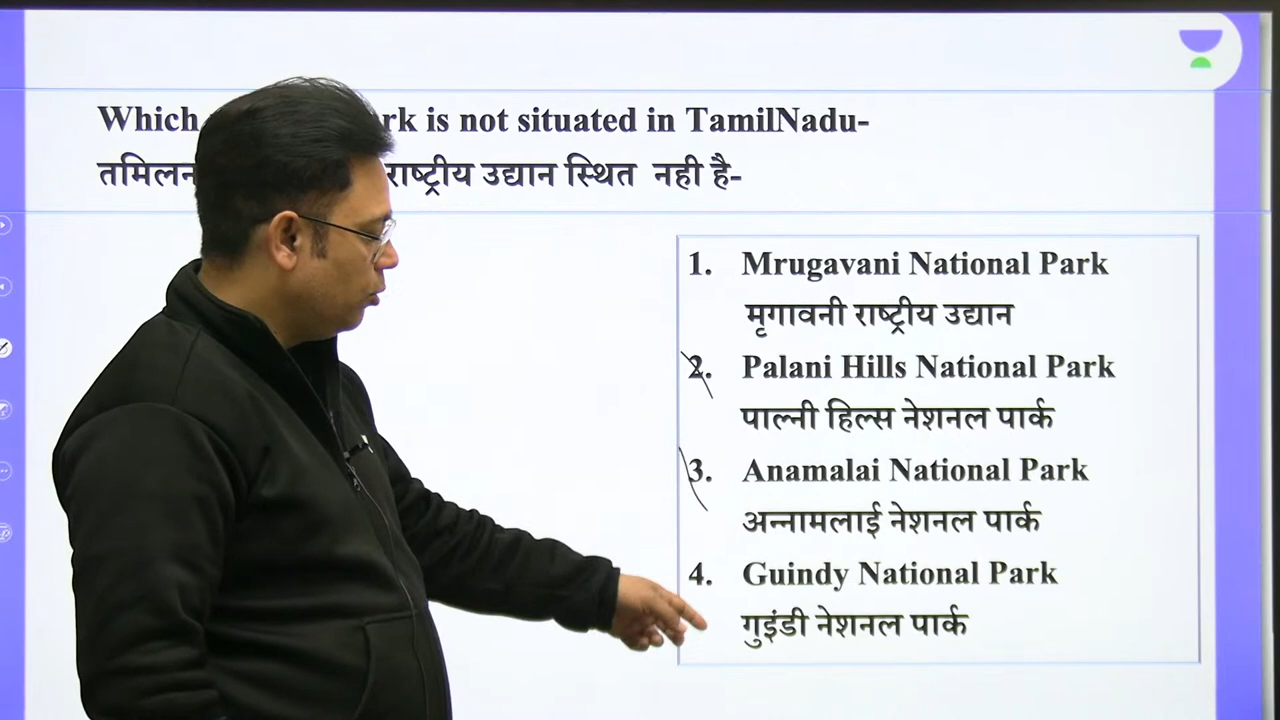 Which rk is not situated in TamilNadu-
तमिलन राष्ट्रीय उद्यान स्थित नही है-
1. Mrugavani National Park
मृगावनी राष्ट्रीय उद्यान
2. Palani Hills National Park
पाल्नी हिल्स नेशनल पार्क
3. Anamalai National Park
अन्नामलाई नेशनल पार्क
4. Guindy National Park
गुइंडी नेशनल पार्क